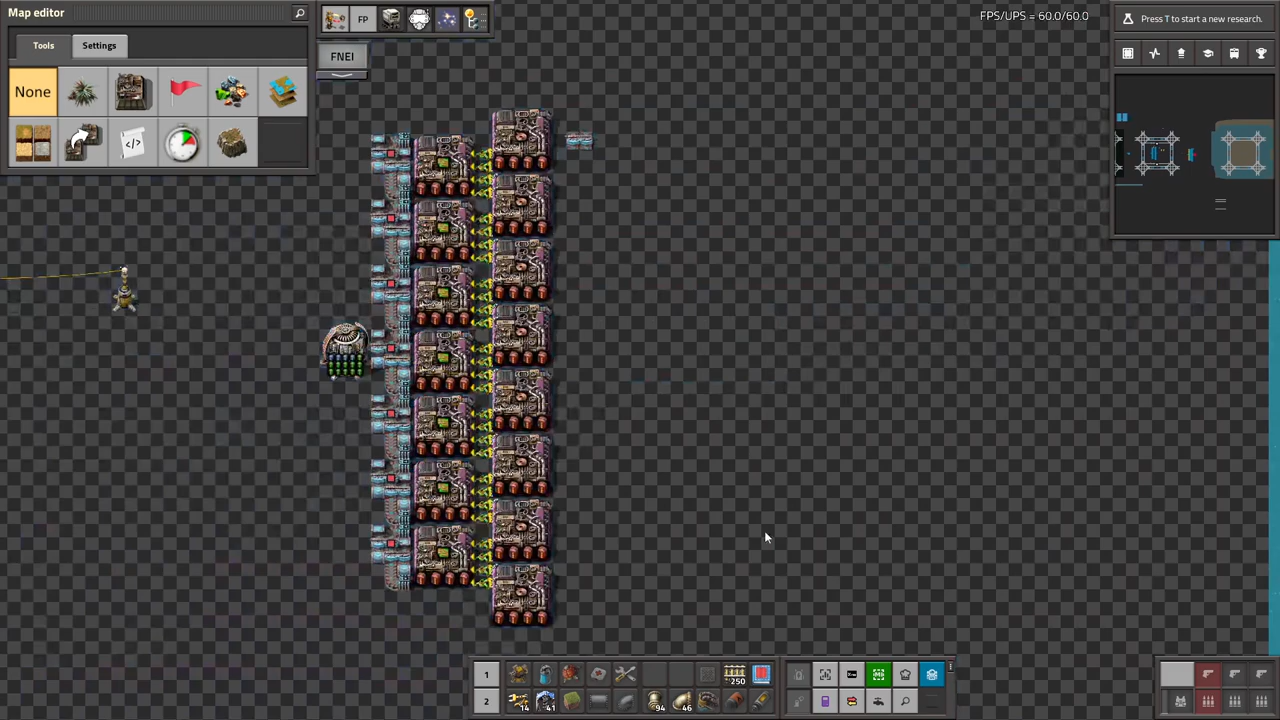 Map editor
FP
FPS/UPS = 60.0/60.0
Press T to start a new research.
Tools
Settings
FNEI
None
</>
1
250
2
14
41
94
46